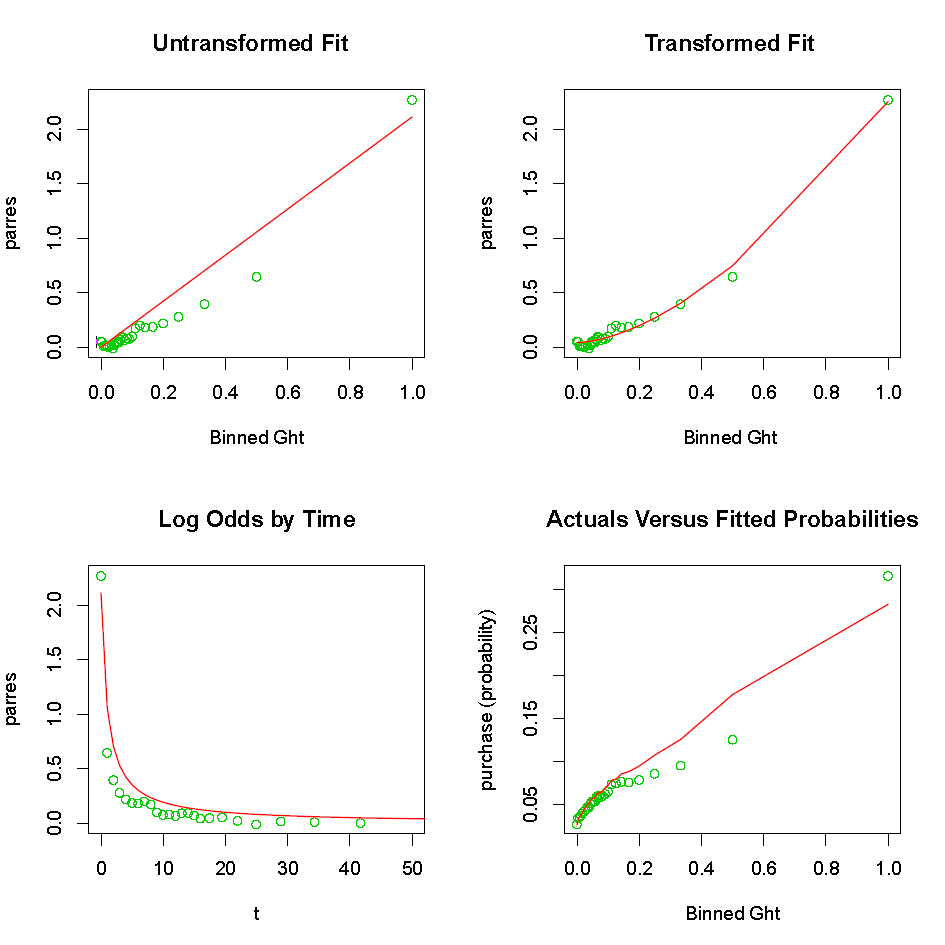 Untransformed Fit
parres
0.0 0.5 1.0 1.5 2.0
0.0 0.2 0.4 0.6 0.8 1.0
Binned Ght
Transformed Fit
parres
0.0 0.5 1.0 1.5 2.0
0.0 0.2 0.4 0.6 0.8 1.0
Binned Ght
Log Odds by Time
parres
0.0 0.5 1.0 1.5 2.0
0 10 20 30 40 50
t
Actuals Versus Fitted Probabilities
purchase (probability)
0.05 0.15 0.25
0.0 0.2 0.4 0.6 0.8 1.0
Binned Ght